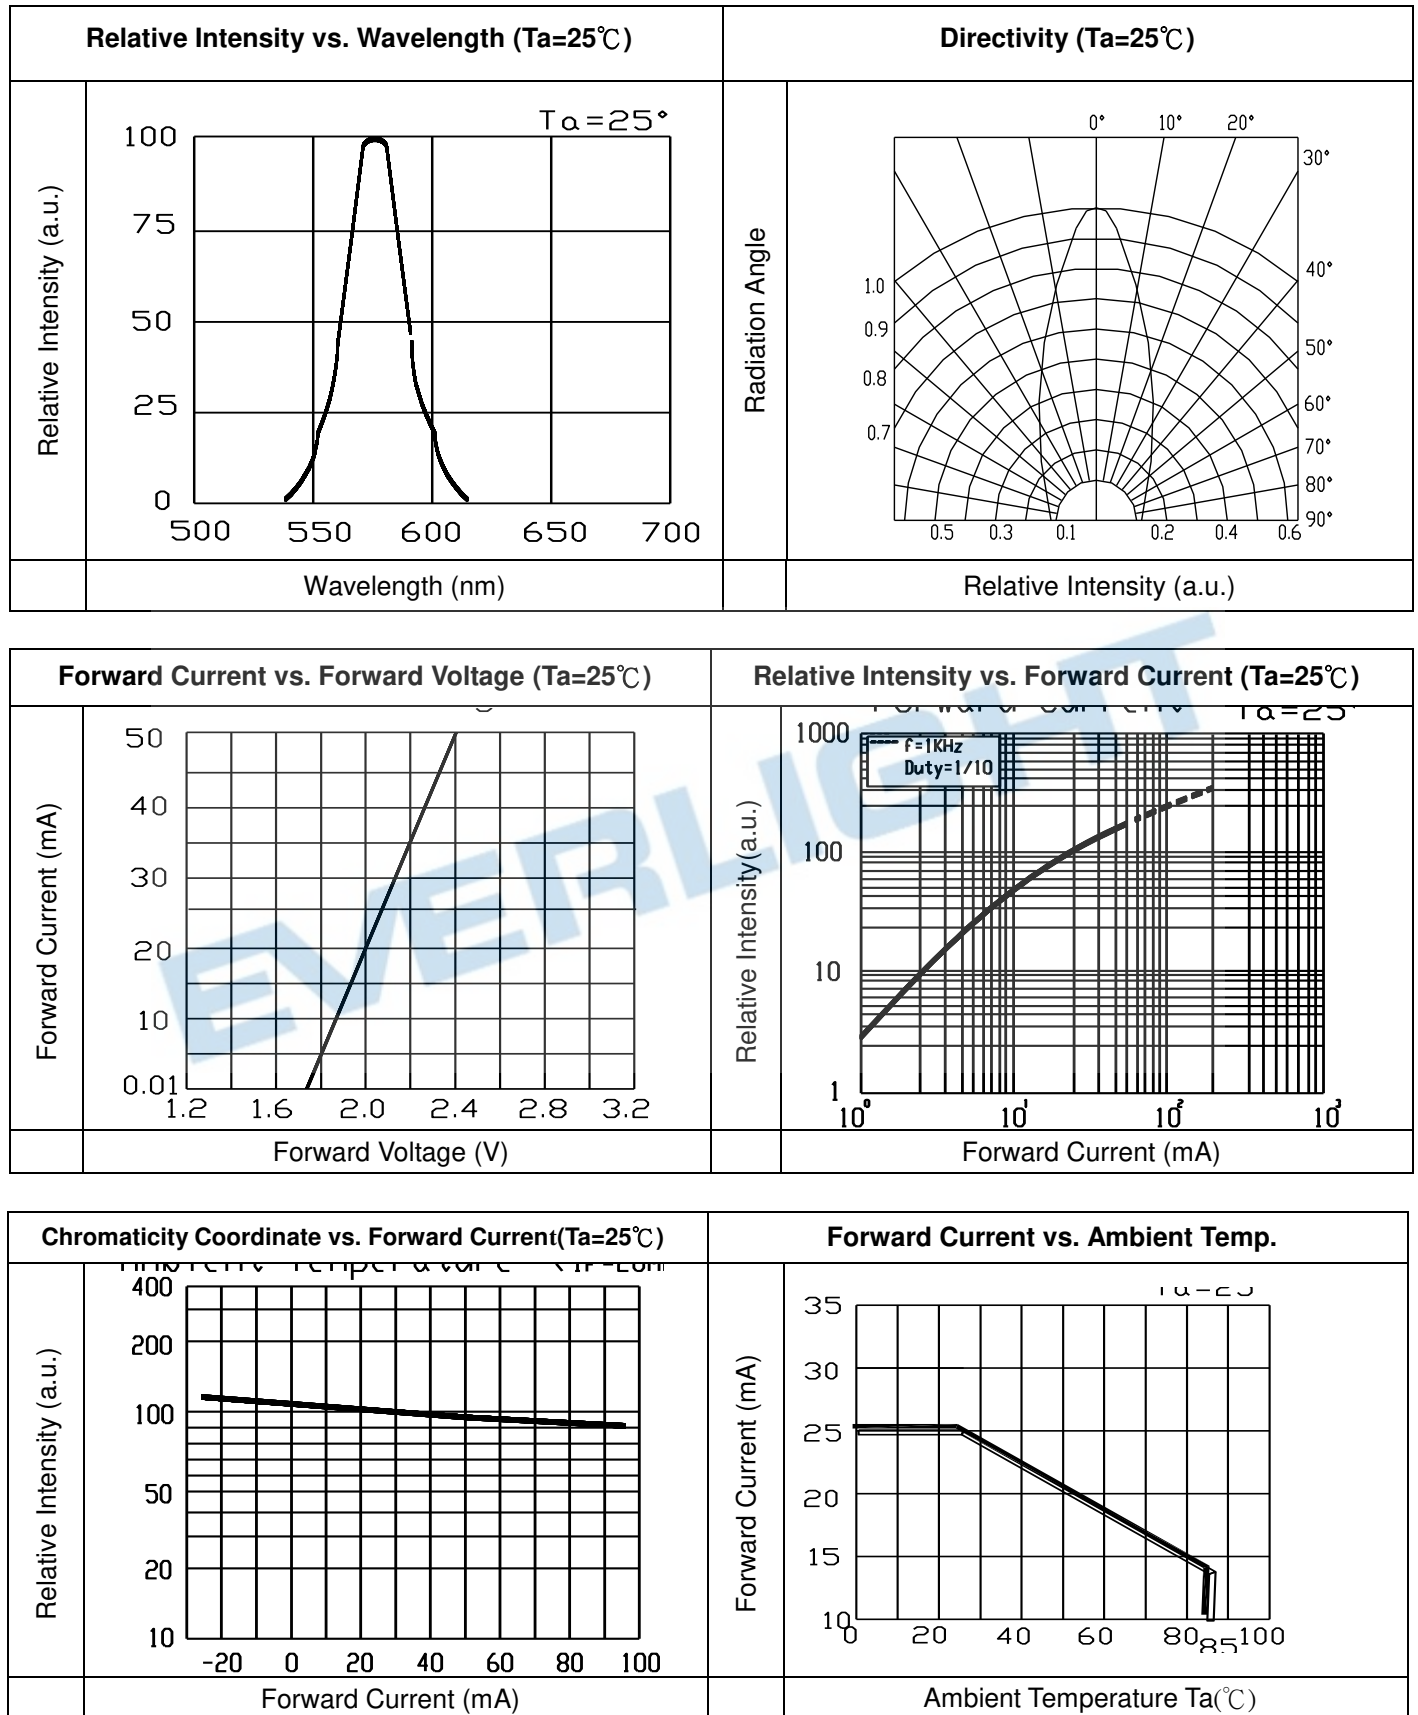 Relative Intensity vs. Wavelength (Ta=25℃)
Directivity (Ta=25℃)
Relative Intensity (a.u.)
Ta=25°
100
75
50
25
0
500 550 600 650 700
Wavelength (nm)
Radiation Angle
0° 10° 20°
30°
40°
50°
60°
70°
80°
90°
1.0
0.9
0.8
0.7
0.5 0.3 0.1 0.2 0.4 0.6
Relative Intensity (a.u.)
EVERLIGHT
Forward Current vs. Forward Voltage (Ta=25℃)
Relative Intensity vs. Forward Current (Ta=25℃)
Forward Current (mA)
50
40
30
20
10
0.01
1.2 1.6 2.0 2.4 2.8 3.2
Forward Voltage (V)
Relative Intensity(a.u.)
Forward Current Ta=25°
f=1KHz
Duty=1/10
1000
100
10
1
10⁰ 10¹ 10² 10³
Forward Current (mA)
Chromaticity Coordinate vs. Forward Current(Ta=25℃)
Forward Current vs. Ambient Temp.
Relative Intensity (a.u.)
Ambient Temperature
400
200
100
50
20
10
-20 0 20 40 60 80 100
Forward Current (mA)
Forward Current (mA)
Ta=25
35
30
25
20
15
10
0 20 40 60 80 85 100
Ambient Temperature Ta(℃)